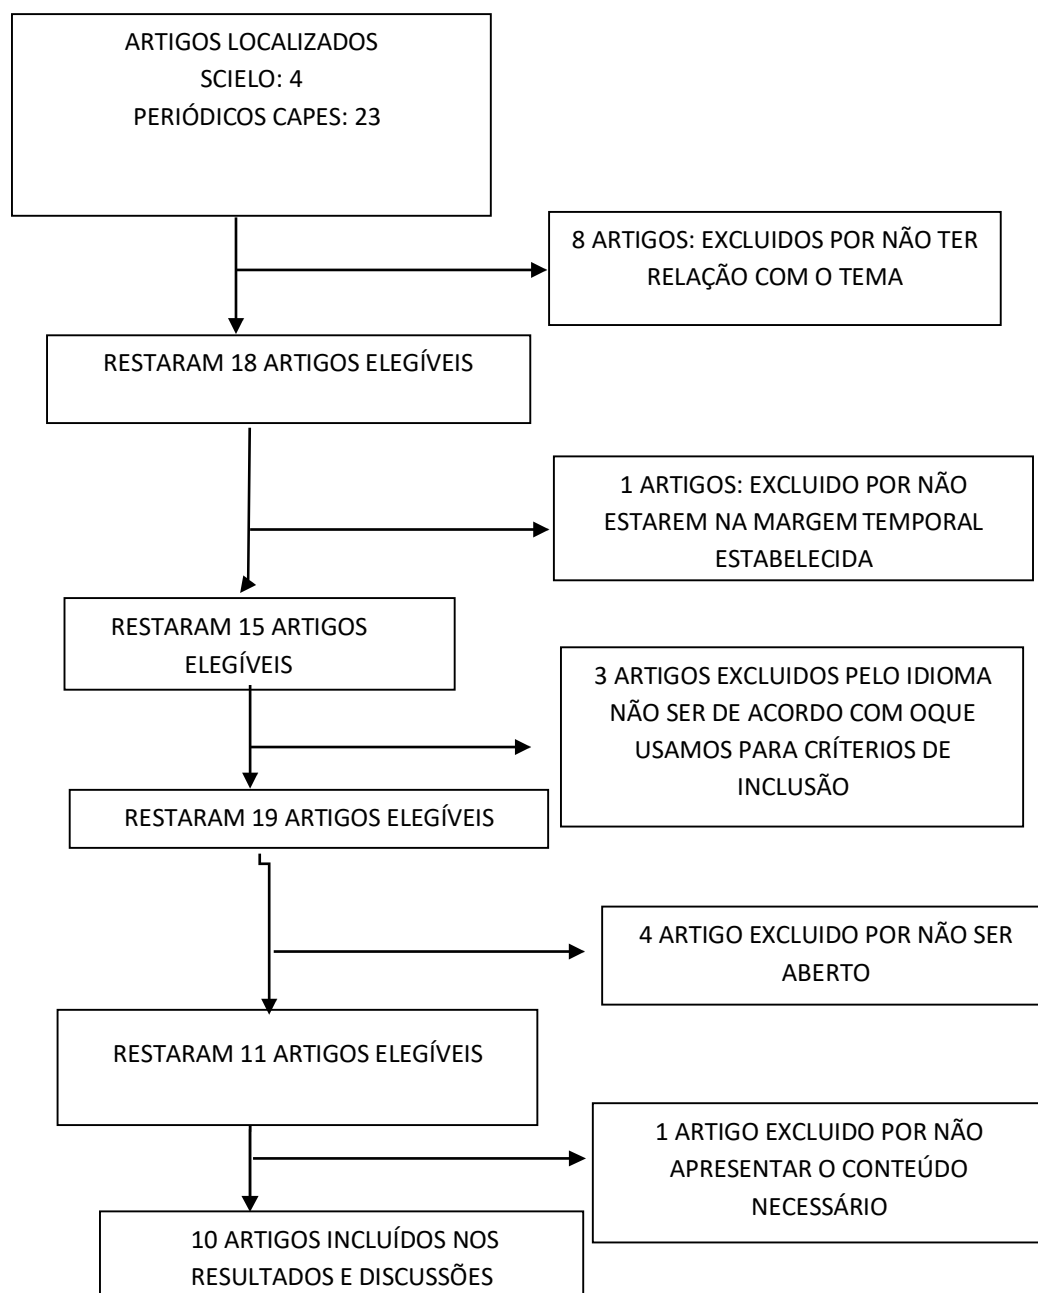 ARTIGOS LOCALIZADOS
SCIELO: 4
PERIÓDICOS CAPES: 23
8 ARTIGOS: EXCLUIDOS POR NÃO TER
RELAÇÃO COM O TEMA
RESTARAM 18 ARTIGOS ELEGÍVEIS
1 ARTIGOS: EXCLUIDO POR NÃO
ESTAREM NA MARGEM TEMPORAL
ESTABELECIDA
RESTARAM 15 ARTIGOS
ELEGÍVEIS
3 ARTIGOS EXCLUIDOS PELO IDIOMA
NÃO SER DE ACORDO COM OQUE
USAMOS PARA CRÍTERIOS DE
INCLUSÃO
RESTARAM 19 ARTIGOS ELEGÍVEIS
4 ARTIGO EXCLUIDO POR NÃO SER
ABERTO
RESTARAM 11 ARTIGOS ELEGÍVEIS
1 ARTIGO EXCLUIDO POR NÃO
APRESENTAR O CONTEÚDO
NECESSÁRIO
10 ARTIGOS INCLUÍDOS NOS
RESULTADOS E DISCUSSÕES